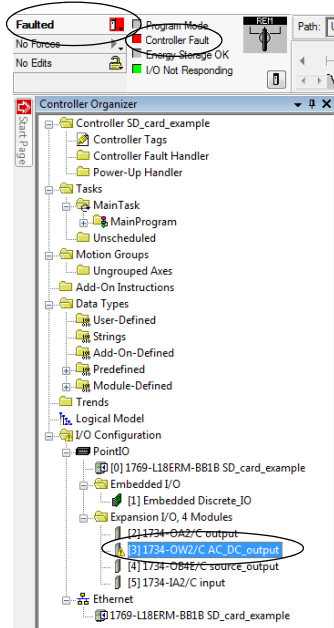 Faulted
Program Mode
REM
Path:
No Forces
Controller Fault
Energy Storage OK
No Edits
I/O Not Responding
Start Page
Controller Organizer
Controller SD_card_example
Controller Tags
Controller Fault Handler
Power-Up Handler
Tasks
MainTask
MainProgram
Unscheduled
Motion Groups
Ungrouped Axes
Add-On Instructions
Data Types
User-Defined
Strings
Add-On-Defined
Predefined
Module-Defined
Trends
Logical Model
I/O Configuration
PointIO
[0] 1769-L18ERM-BB1B SD_card_example
Embedded I/O
[1] Embedded Discrete_IO
Expansion I/O, 4 Modules
[2] 1734-OA2/C output
[3] 1734-OW2/C AC_DC_output
[4] 1734-OB4E/C source_output
[5] 1734-IA2/C input
Ethernet
1769-L18ERM-BB1B SD_card_example